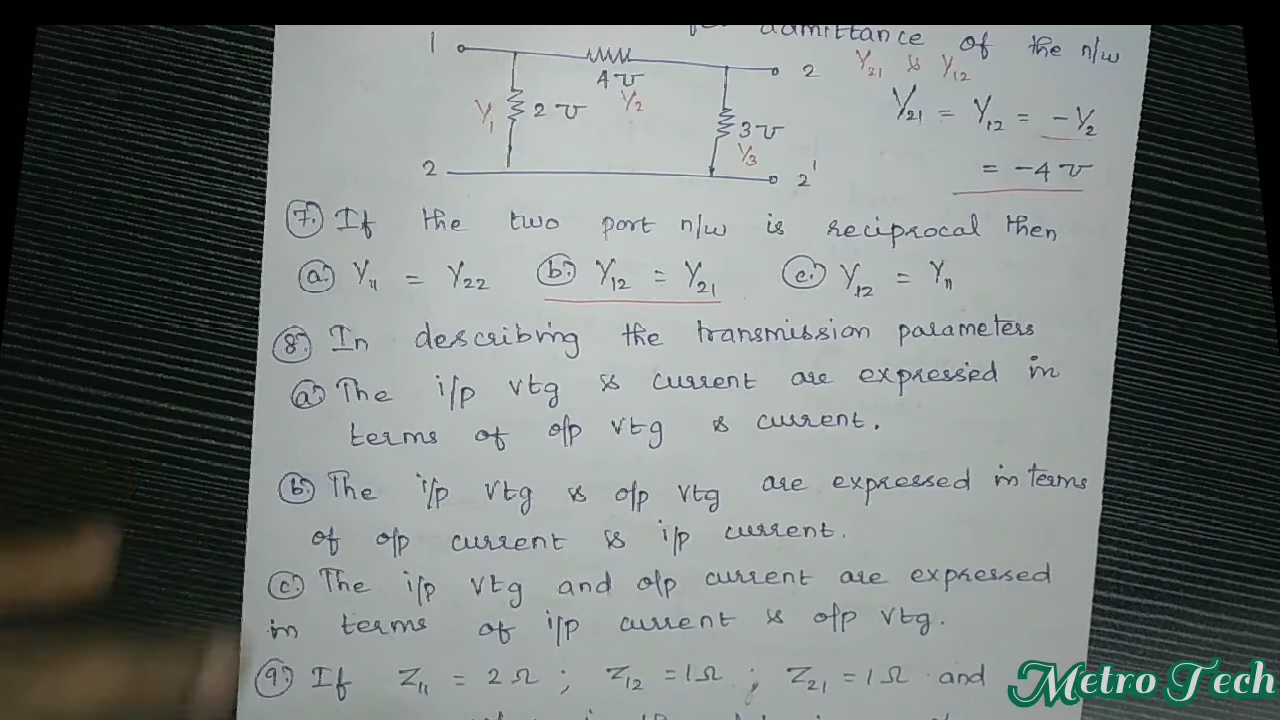 admittance of the n/w
1
4 ℧
Y2
2
Y21 & Y12
Y1
2 ℧
3 ℧
Y3
Y21 = Y12 = -Y2
= -4 ℧
2
2'
7. If the two port n/w is reciprocal then
a. Y11 = Y22 b. Y12 = Y21 c. Y12 = Y11
8. In describing the transmission parameters
a. The i/p vtg & current are expressed in
terms of o/p vtg & current.
b. The i/p vtg & o/p vtg are expressed in terms
of o/p current & i/p current.
c. The i/p vtg and o/p current are expressed
in terms of i/p current & o/p vtg.
9. If Z11 = 2Ω ; Z12 = 1Ω ; Z21 = 1Ω and
Metro Tech